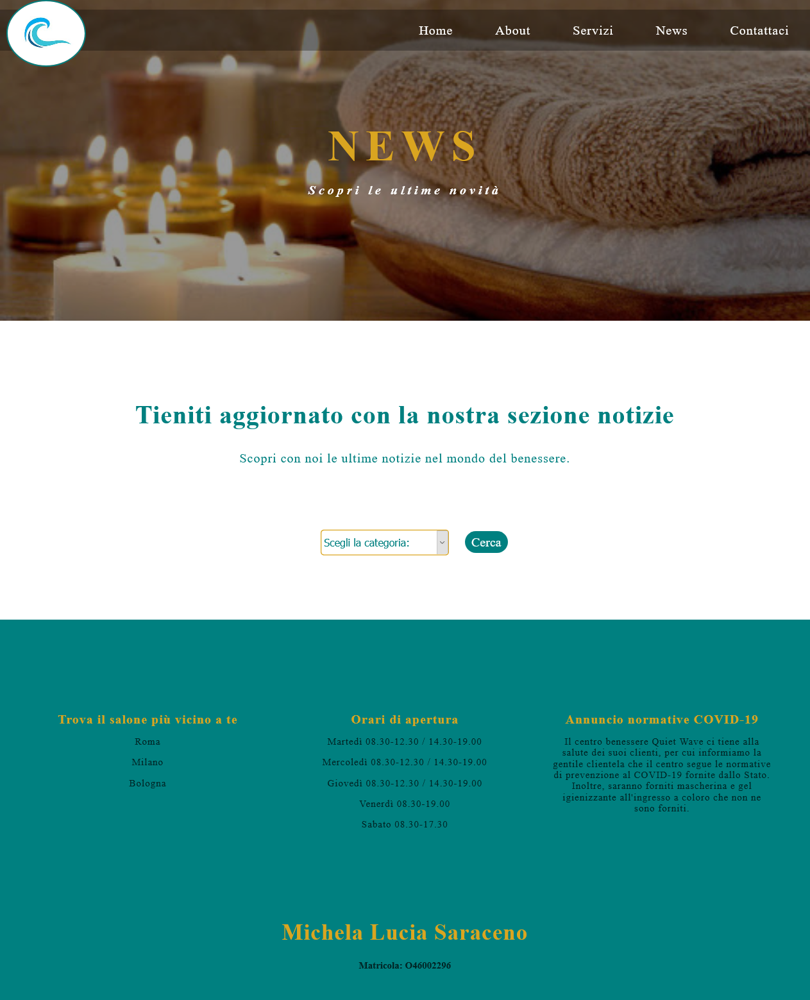 Home
About
Servizi
News
Contattaci
NEWS
Scopri le ultime novità
Tieniti aggiornato con la nostra sezione notizie
Scopri con noi le ultime notizie nel mondo del benessere.
Scegli la categoria:
Cerca
Trova il salone più vicino a te
Roma
Milano
Bologna
Orari di apertura
Martedì 08.30-12.30 / 14.30-19.00
Mercoledì 08.30-12.30 / 14.30-19.00
Giovedì 08.30-12.30 / 14.30-19.00
Venerdì 08.30-19.00
Sabato 08.30-17.30
Annuncio normative COVID-19
Il centro benessere Quiet Wave ci tiene alla
salute dei suoi clienti, per cui informiamo la
gentile clientela che il centro segue le normative
di prevenzione al COVID-19 fornite dallo Stato.
Inoltre, saranno forniti mascherina e gel
igienizzante all'ingresso a coloro che non ne
sono forniti.
Michela Lucia Saraceno
Matricola: O46002296